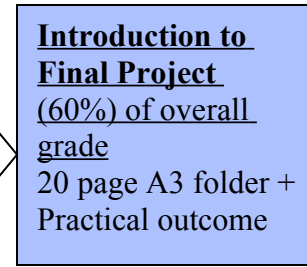 Introduction to
Final Project
(60%) of overall
grade
20 page A3 folder +
Practical outcome